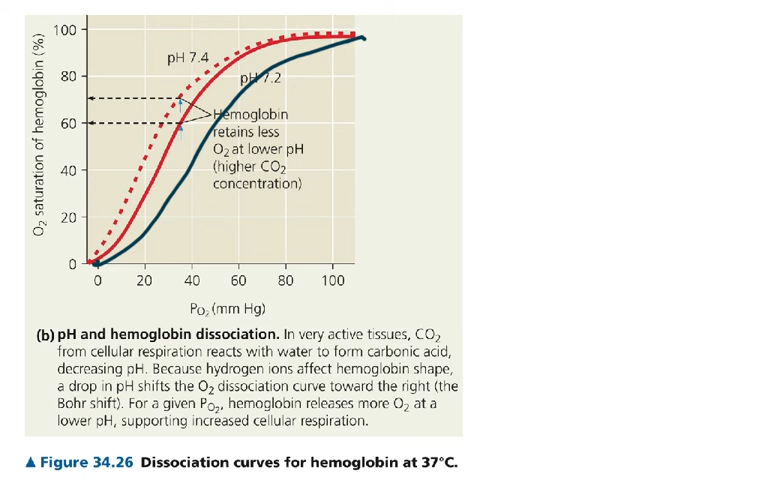 O2 saturation of hemoglobin (%)
100
80
60
40
20
0
pH 7.4
pH 7.2
Hemoglobin
retains less
O2 at lower pH
(higher CO2
concentration)
0 20 40 60 80 100
PO2 (mm Hg)
(b) pH and hemoglobin dissociation. In very active tissues, CO2
from cellular respiration reacts with water to form carbonic acid,
decreasing pH. Because hydrogen ions affect hemoglobin shape,
a drop in pH shifts the O2 dissociation curve toward the right (the
Bohr shift). For a given PO2, hemoglobin releases more O2 at a
lower pH, supporting increased cellular respiration.
▲ Figure 34.26 Dissociation curves for hemoglobin at 37°C.